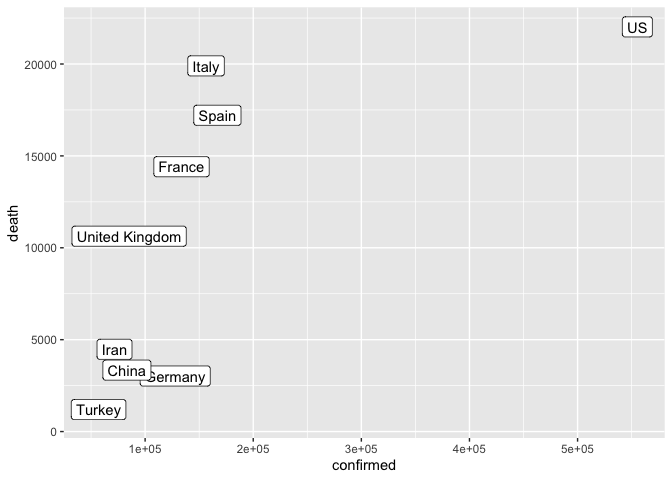 US
Italy
20000
Spain
15000
France
death
United Kingdom
10000
Iran
5000
China
Germany
Turkey
0
1e+05 2e+05 3e+05 4e+05 5e+05
confirmed